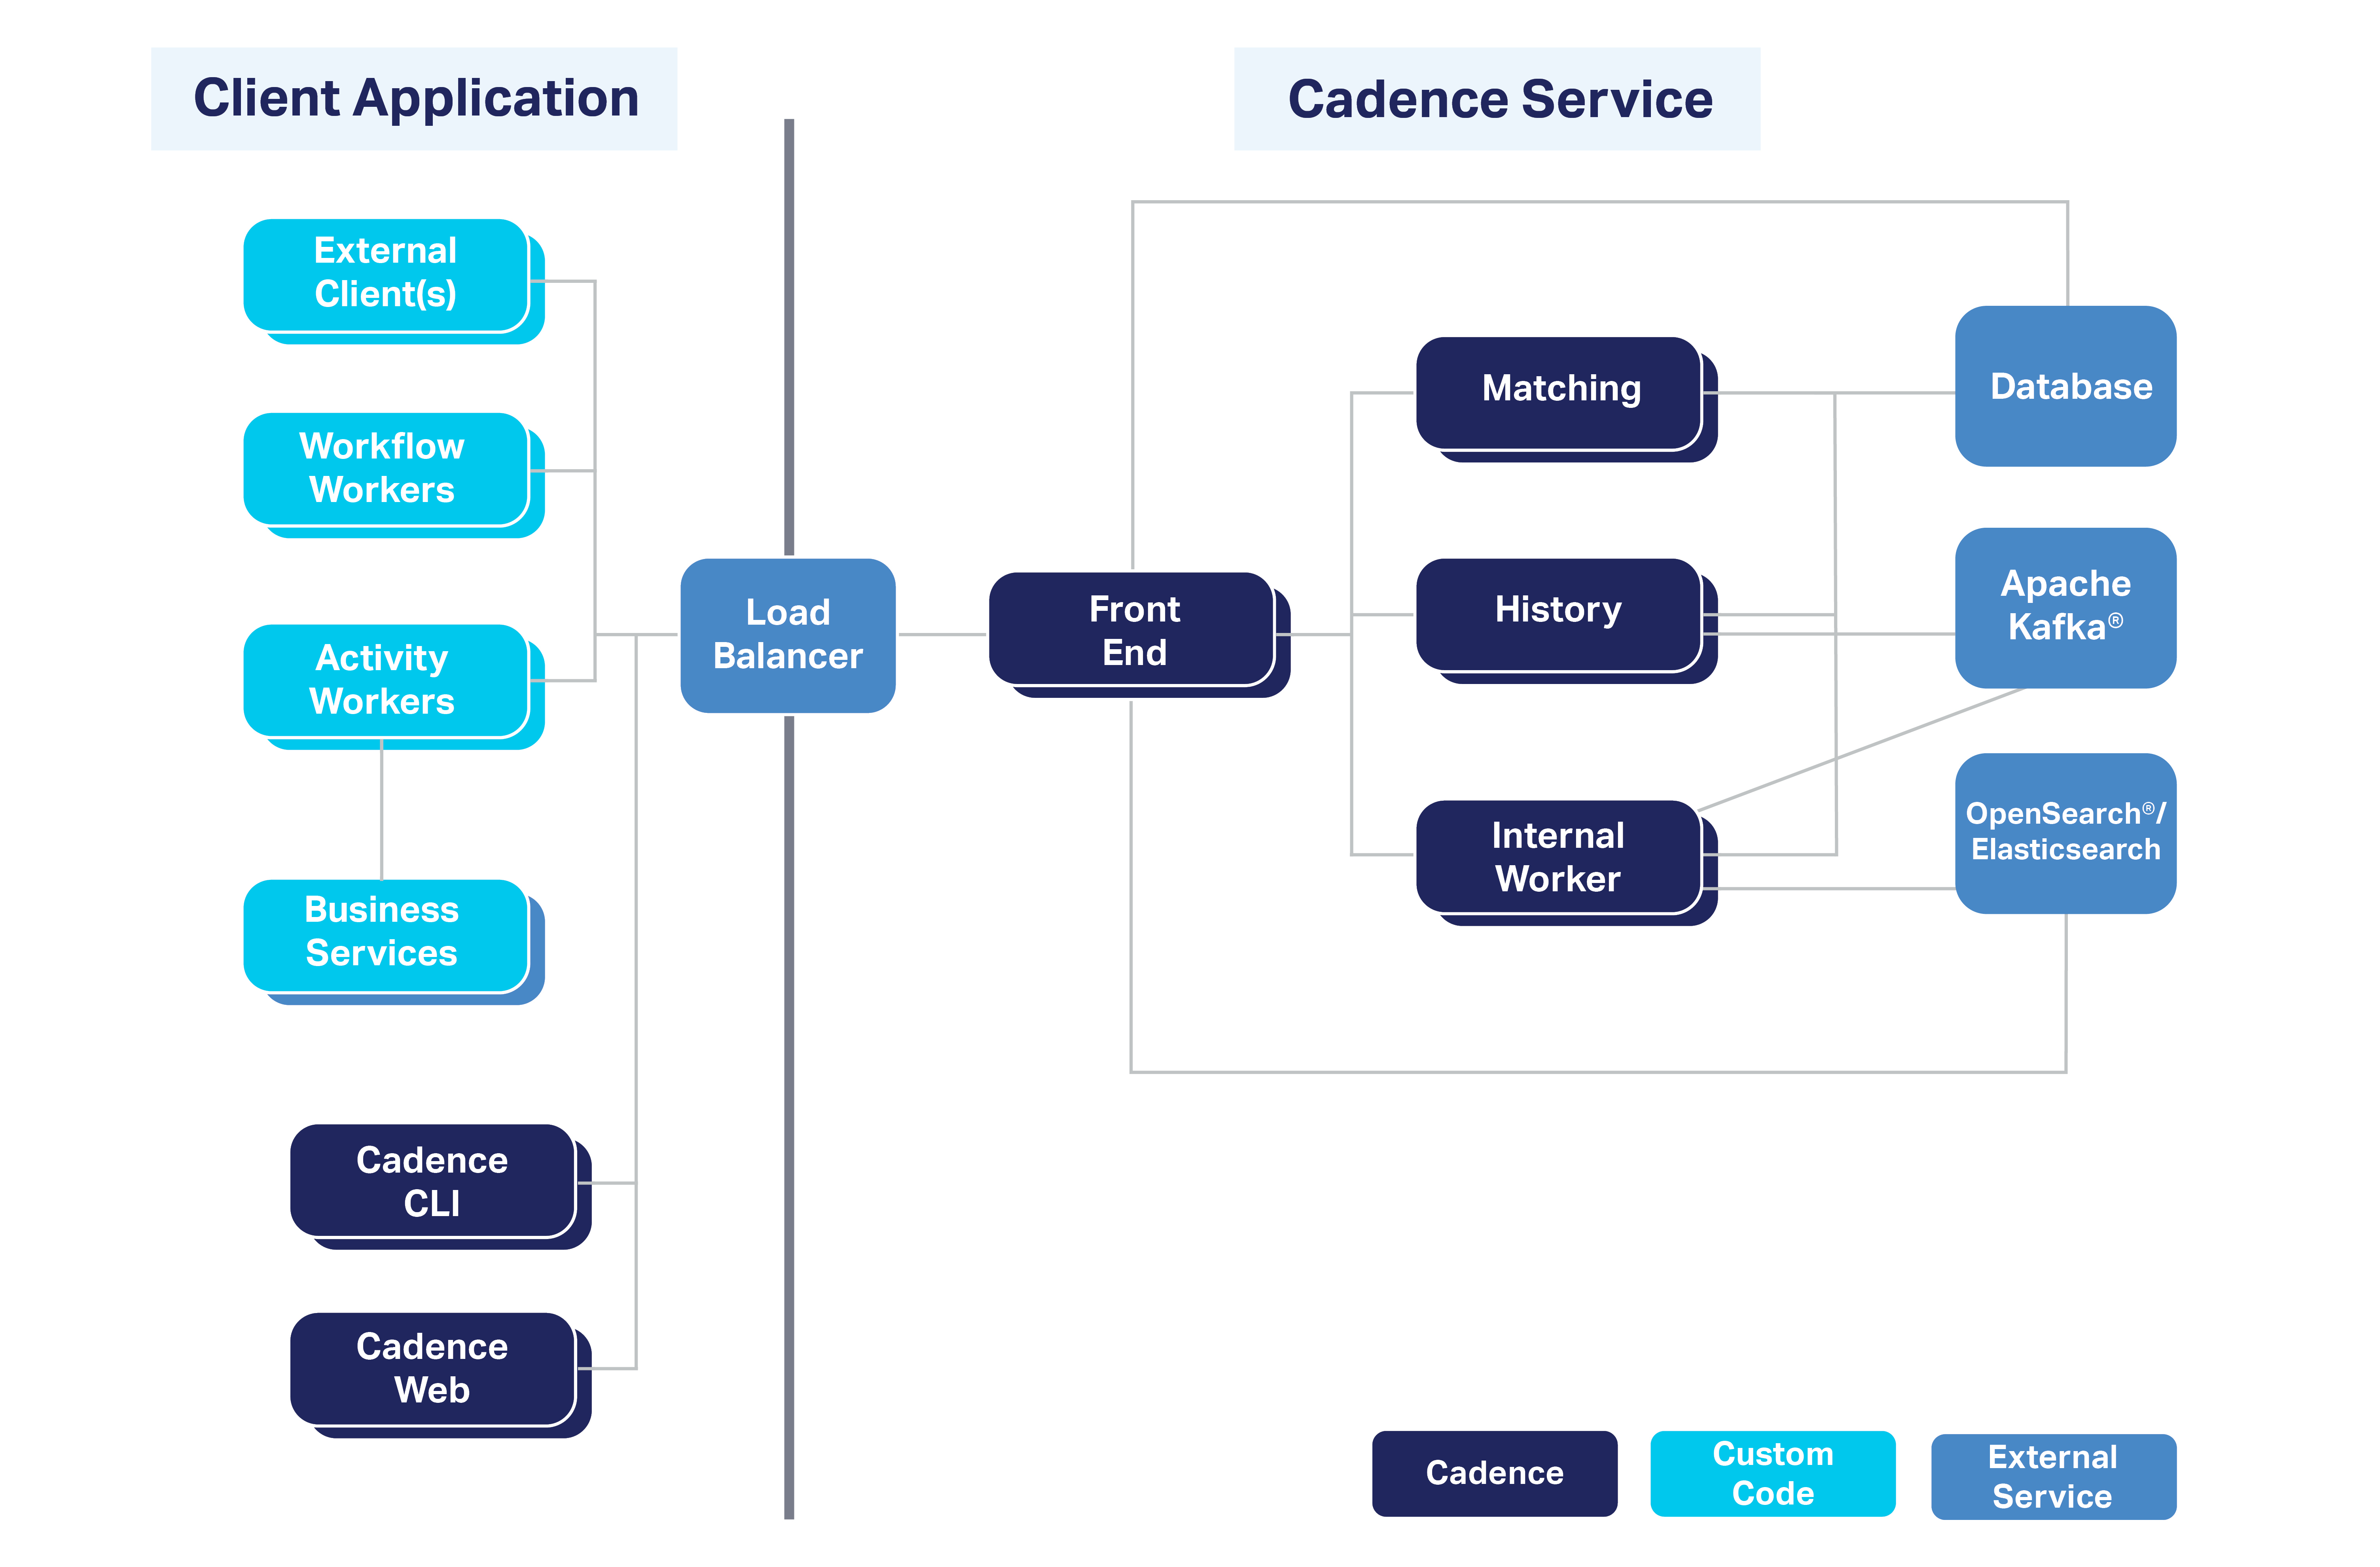 Client Application
Cadence Service
External
Client(s)
Workflow
Workers
Activity
Workers
Business
Services
Cadence
CLI
Cadence
Web
Load
Balancer
Front
End
Matching
History
Internal
Worker
Database
Apache
Kafka®
OpenSearch®/
Elasticsearch
Cadence
Custom
Code
External
Service